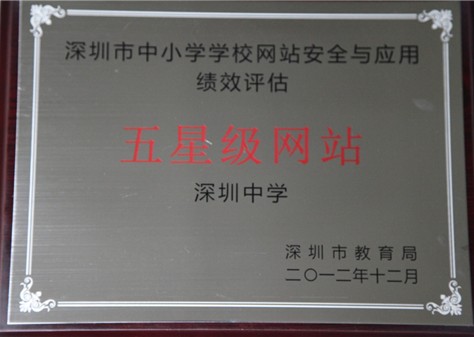 深圳市中小学学校网站安全与应用
绩效评估
五星级网站
深圳中学
深圳市教育局
二〇一二年十二月